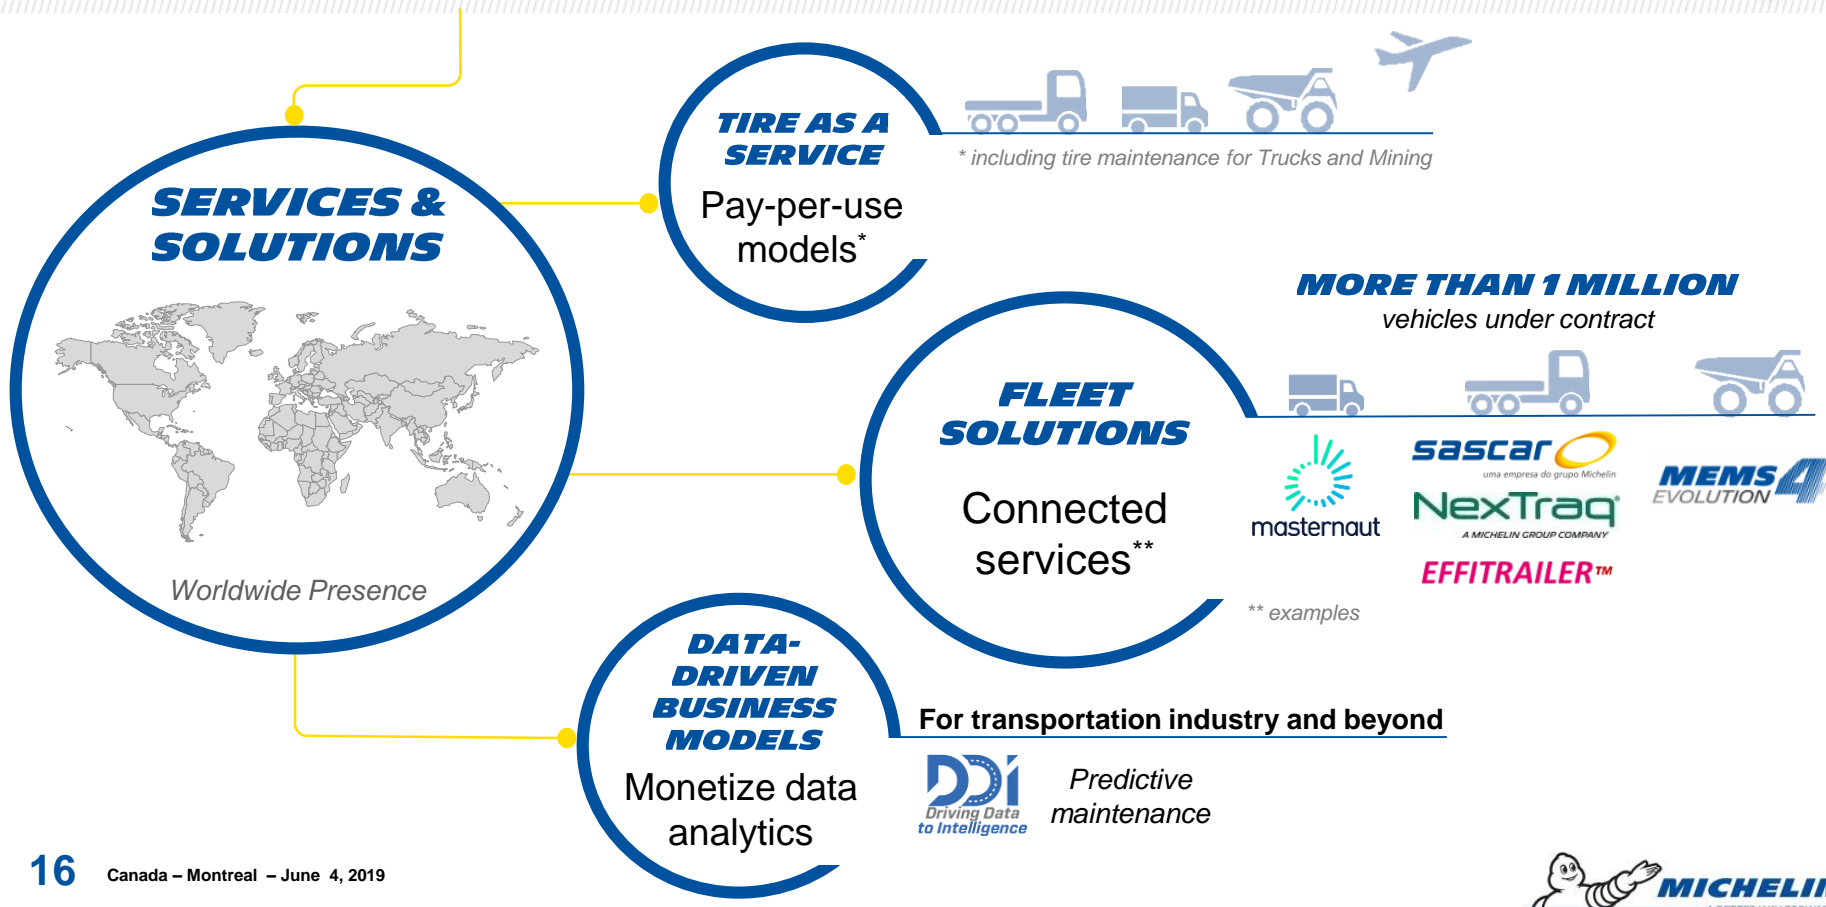 SERVICES &
SOLUTIONS
Worldwide Presence
TIRE AS A
SERVICE
Pay-per-use
models*
* including tire maintenance for Trucks and Mining
FLEET
SOLUTIONS
Connected
services**
MORE THAN 1 MILLION
vehicles under contract
masternaut
sascar
uma empresa do grupo Michelin
NexTraq
A MICHELIN GROUP COMPANY
EFFITRAILER™
MEMS 4
EVOLUTION
** examples
DATA-
DRIVEN
BUSINESS
MODELS
Monetize data
analytics
For transportation industry and beyond
DDi
Driving Data
to Intelligence
Predictive
maintenance
16
Canada – Montreal – June 4, 2019
MICHELIN